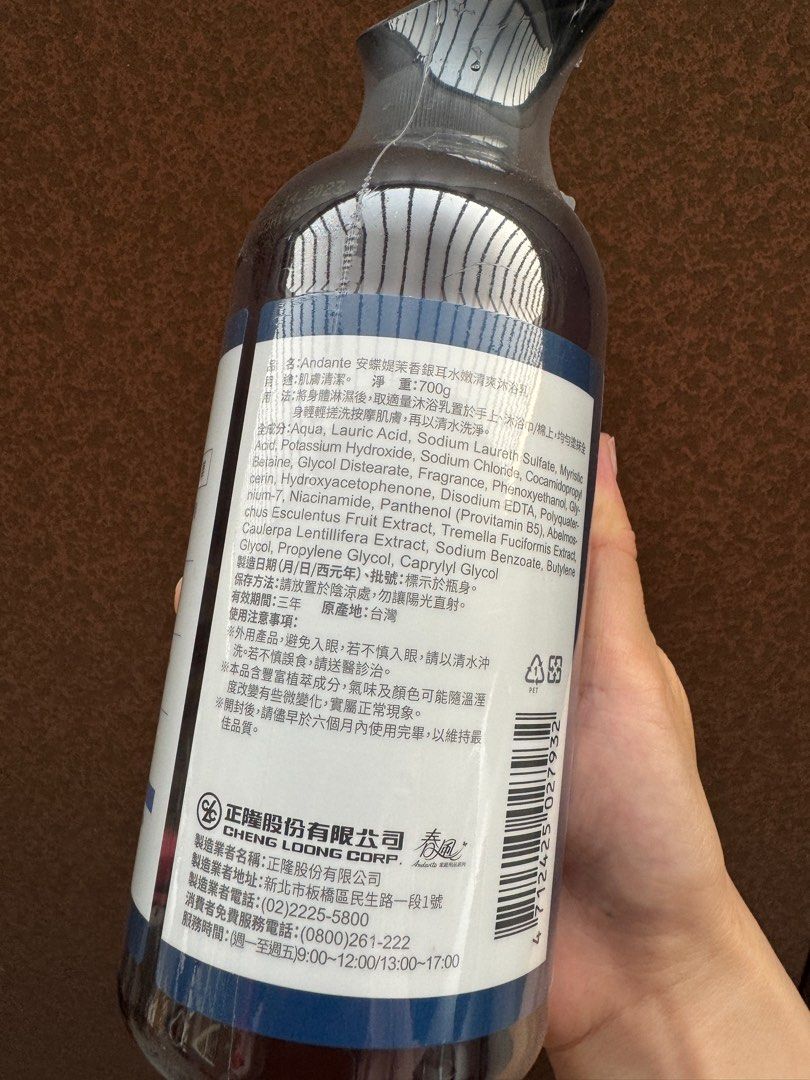 2023
品 名:Andante 安蝶媞茉香銀耳水嫩清爽沐浴乳
用 途:肌膚清潔。 淨 重:700g
用 法:將身體淋濕後,取適量沐浴乳置於手上、沐浴巾/棉上,均勻塗抹全
身輕輕搓洗按摩肌膚,再以清水洗淨。
全成分:Aqua, Lauric Acid, Sodium Laureth Sulfate, Myristic
Acid, Potassium Hydroxide, Sodium Chloride, Cocamidopropyl
Betaine, Glycol Distearate, Fragrance, Phenoxyethanol, Gly-
cerin, Hydroxyacetophenone, Disodium EDTA, Polyquater-
nium-7, Niacinamide, Panthenol (Provitamin B5), Abelmos-
chus Esculentus Fruit Extract, Tremella Fuciformis Extract,
Caulerpa Lentillifera Extract, Sodium Benzoate, Butylene
Glycol, Propylene Glycol, Caprylyl Glycol
製造日期(月/日/西元年)、批號:標示於瓶身。
保存方法:請放置於陰涼處,勿讓陽光直射。
有效期間:三年 原產地:台灣
使用注意事項:
※外用產品,避免入眼,若不慎入眼,請以清水沖
洗。若不慎誤食,請送醫診治。
※本品含豐富植萃成分,氣味及顏色可能隨溫溼
度改變有些微變化,實屬正常現象。
※開封後,請儘早於六個月內使用完畢,以維持最
佳品質。
PET
正隆股份有限公司
CHENG LOONG CORP.
春風
Andante
製造業者名稱:正隆股份有限公司
製造業者地址:新北市板橋區民生路一段1號
製造業者電話:(02)2225-5800
消費者免費服務電話:(0800)261-222
服務時間:(週一至週五)9:00~12:00/13:00~17:00
4 712425 027932